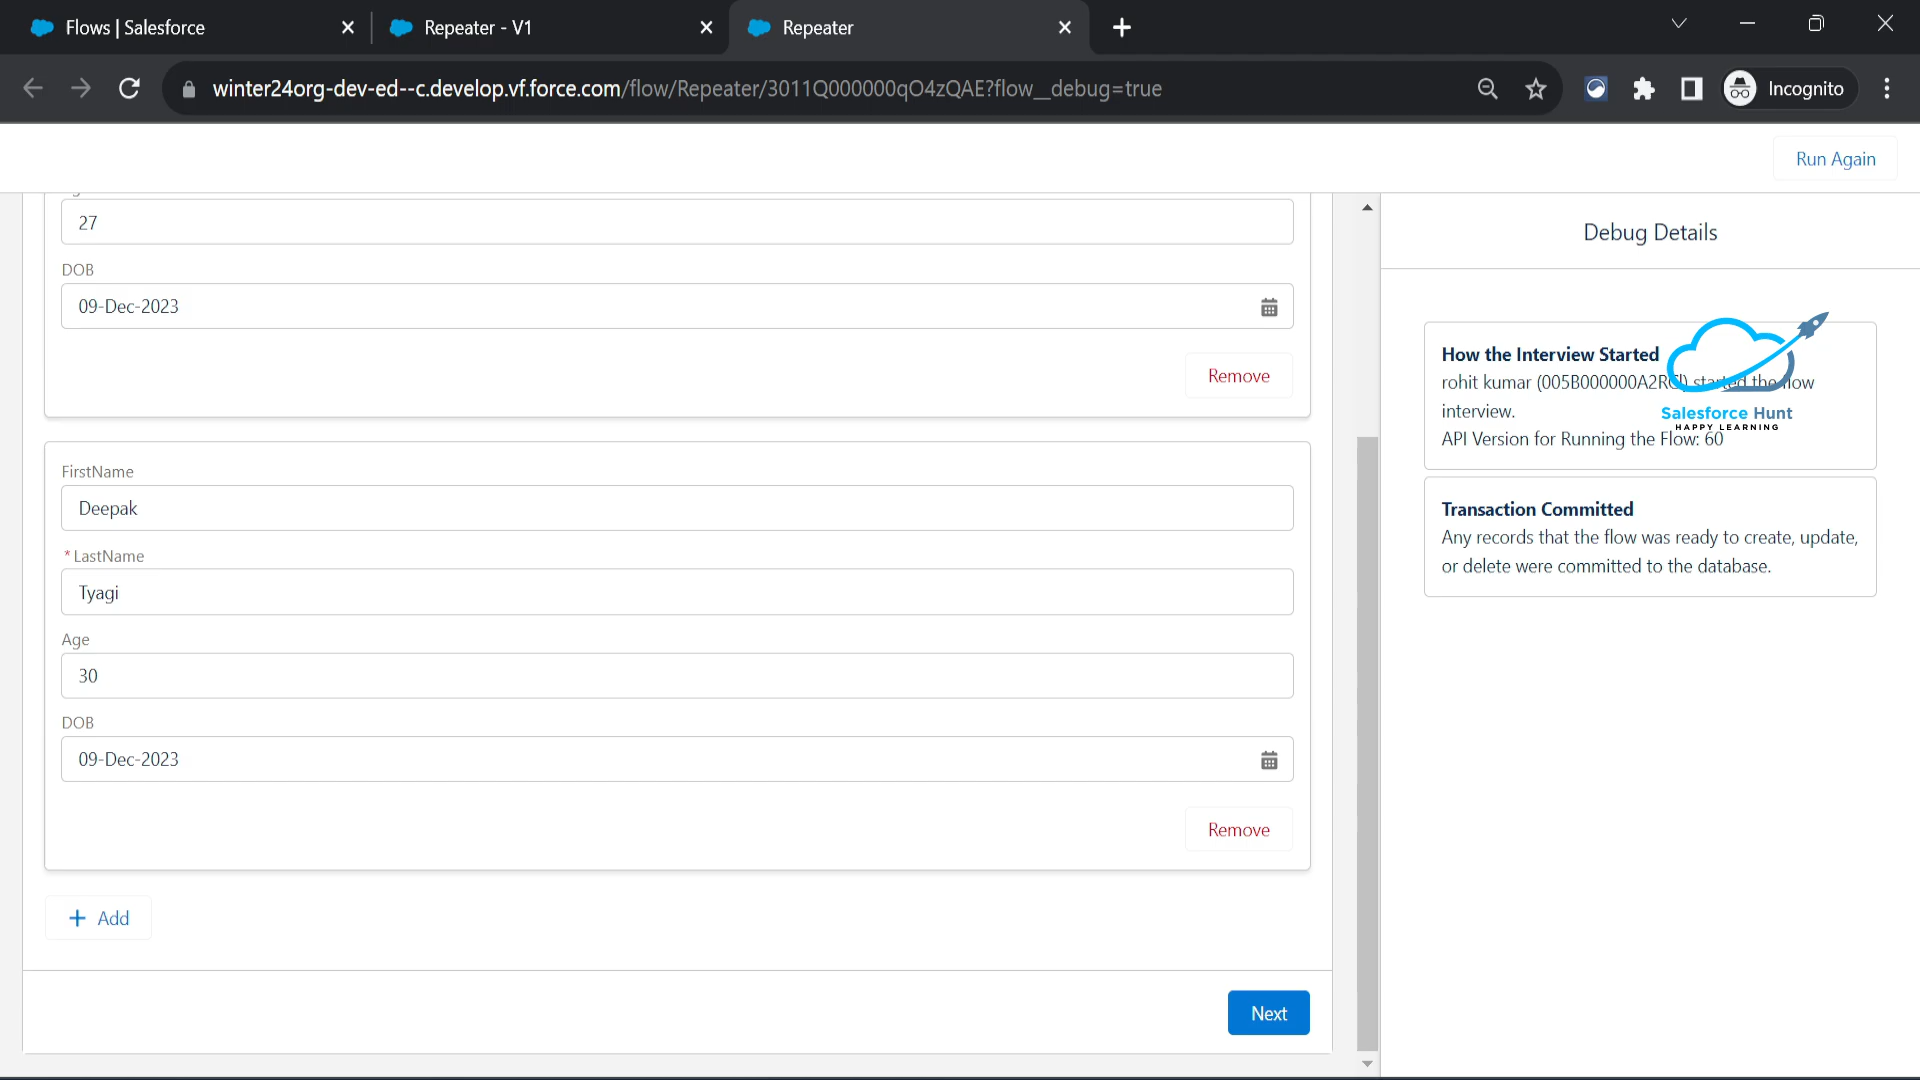 Flows | Salesforce
Repeater - V1
Repeater
winter24org-dev-ed--c.develop.vf.force.com/flow/Repeater/3011Q000000qO4zQAE?flow__debug=true
Incognito
Run Again
27
DOB
09-Dec-2023
Remove
FirstName
Deepak
* LastName
Tyagi
Age
30
DOB
09-Dec-2023
Remove
+ Add
Next
Debug Details
How the Interview Started
rohit kumar started the flow
interview.
API Version for Running the Flow: 60
Salesforce Hunt
HAPPY LEARNING
Transaction Committed
Any records that the flow was ready to create, update,
or delete were committed to the database.